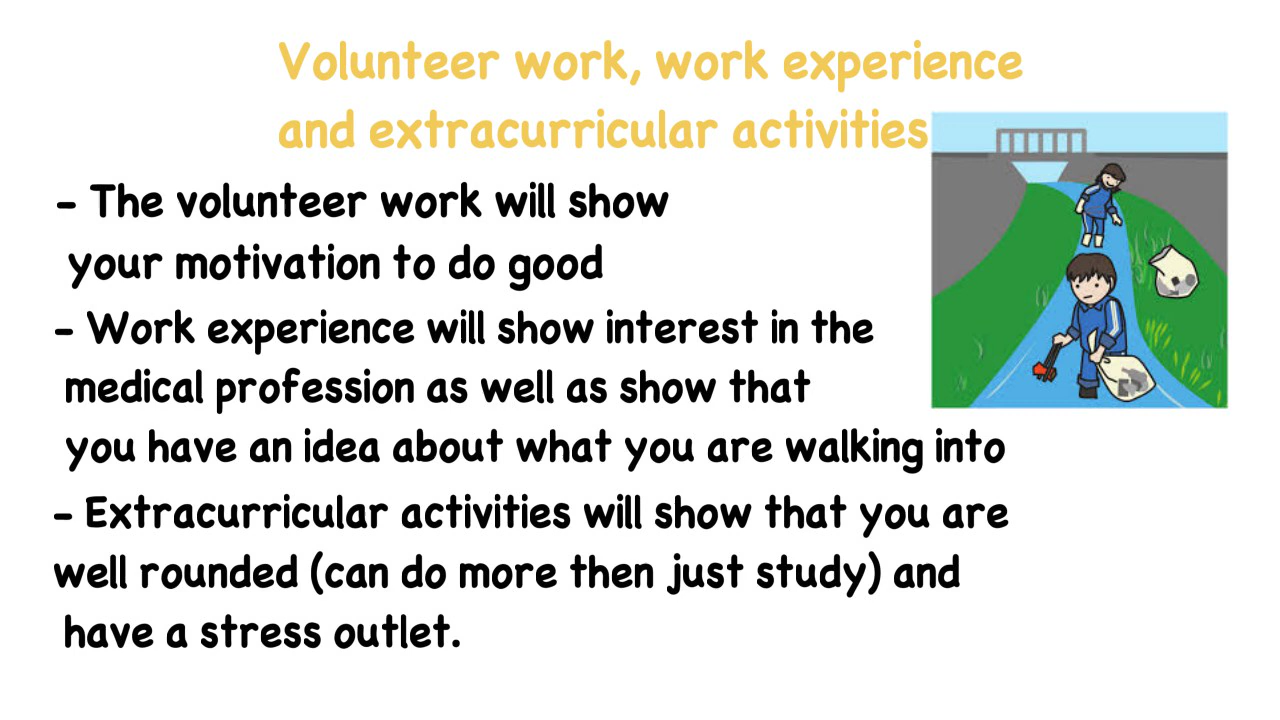 Volunteer work, work experience
and extracurricular activities
- The volunteer work will show
your motivation to do good
- Work experience will show interest in the
medical profession as well as show that
you have an idea about what you are walking into
- Extracurricular activities will show that you are
well rounded (can do more then just study) and
have a stress outlet.